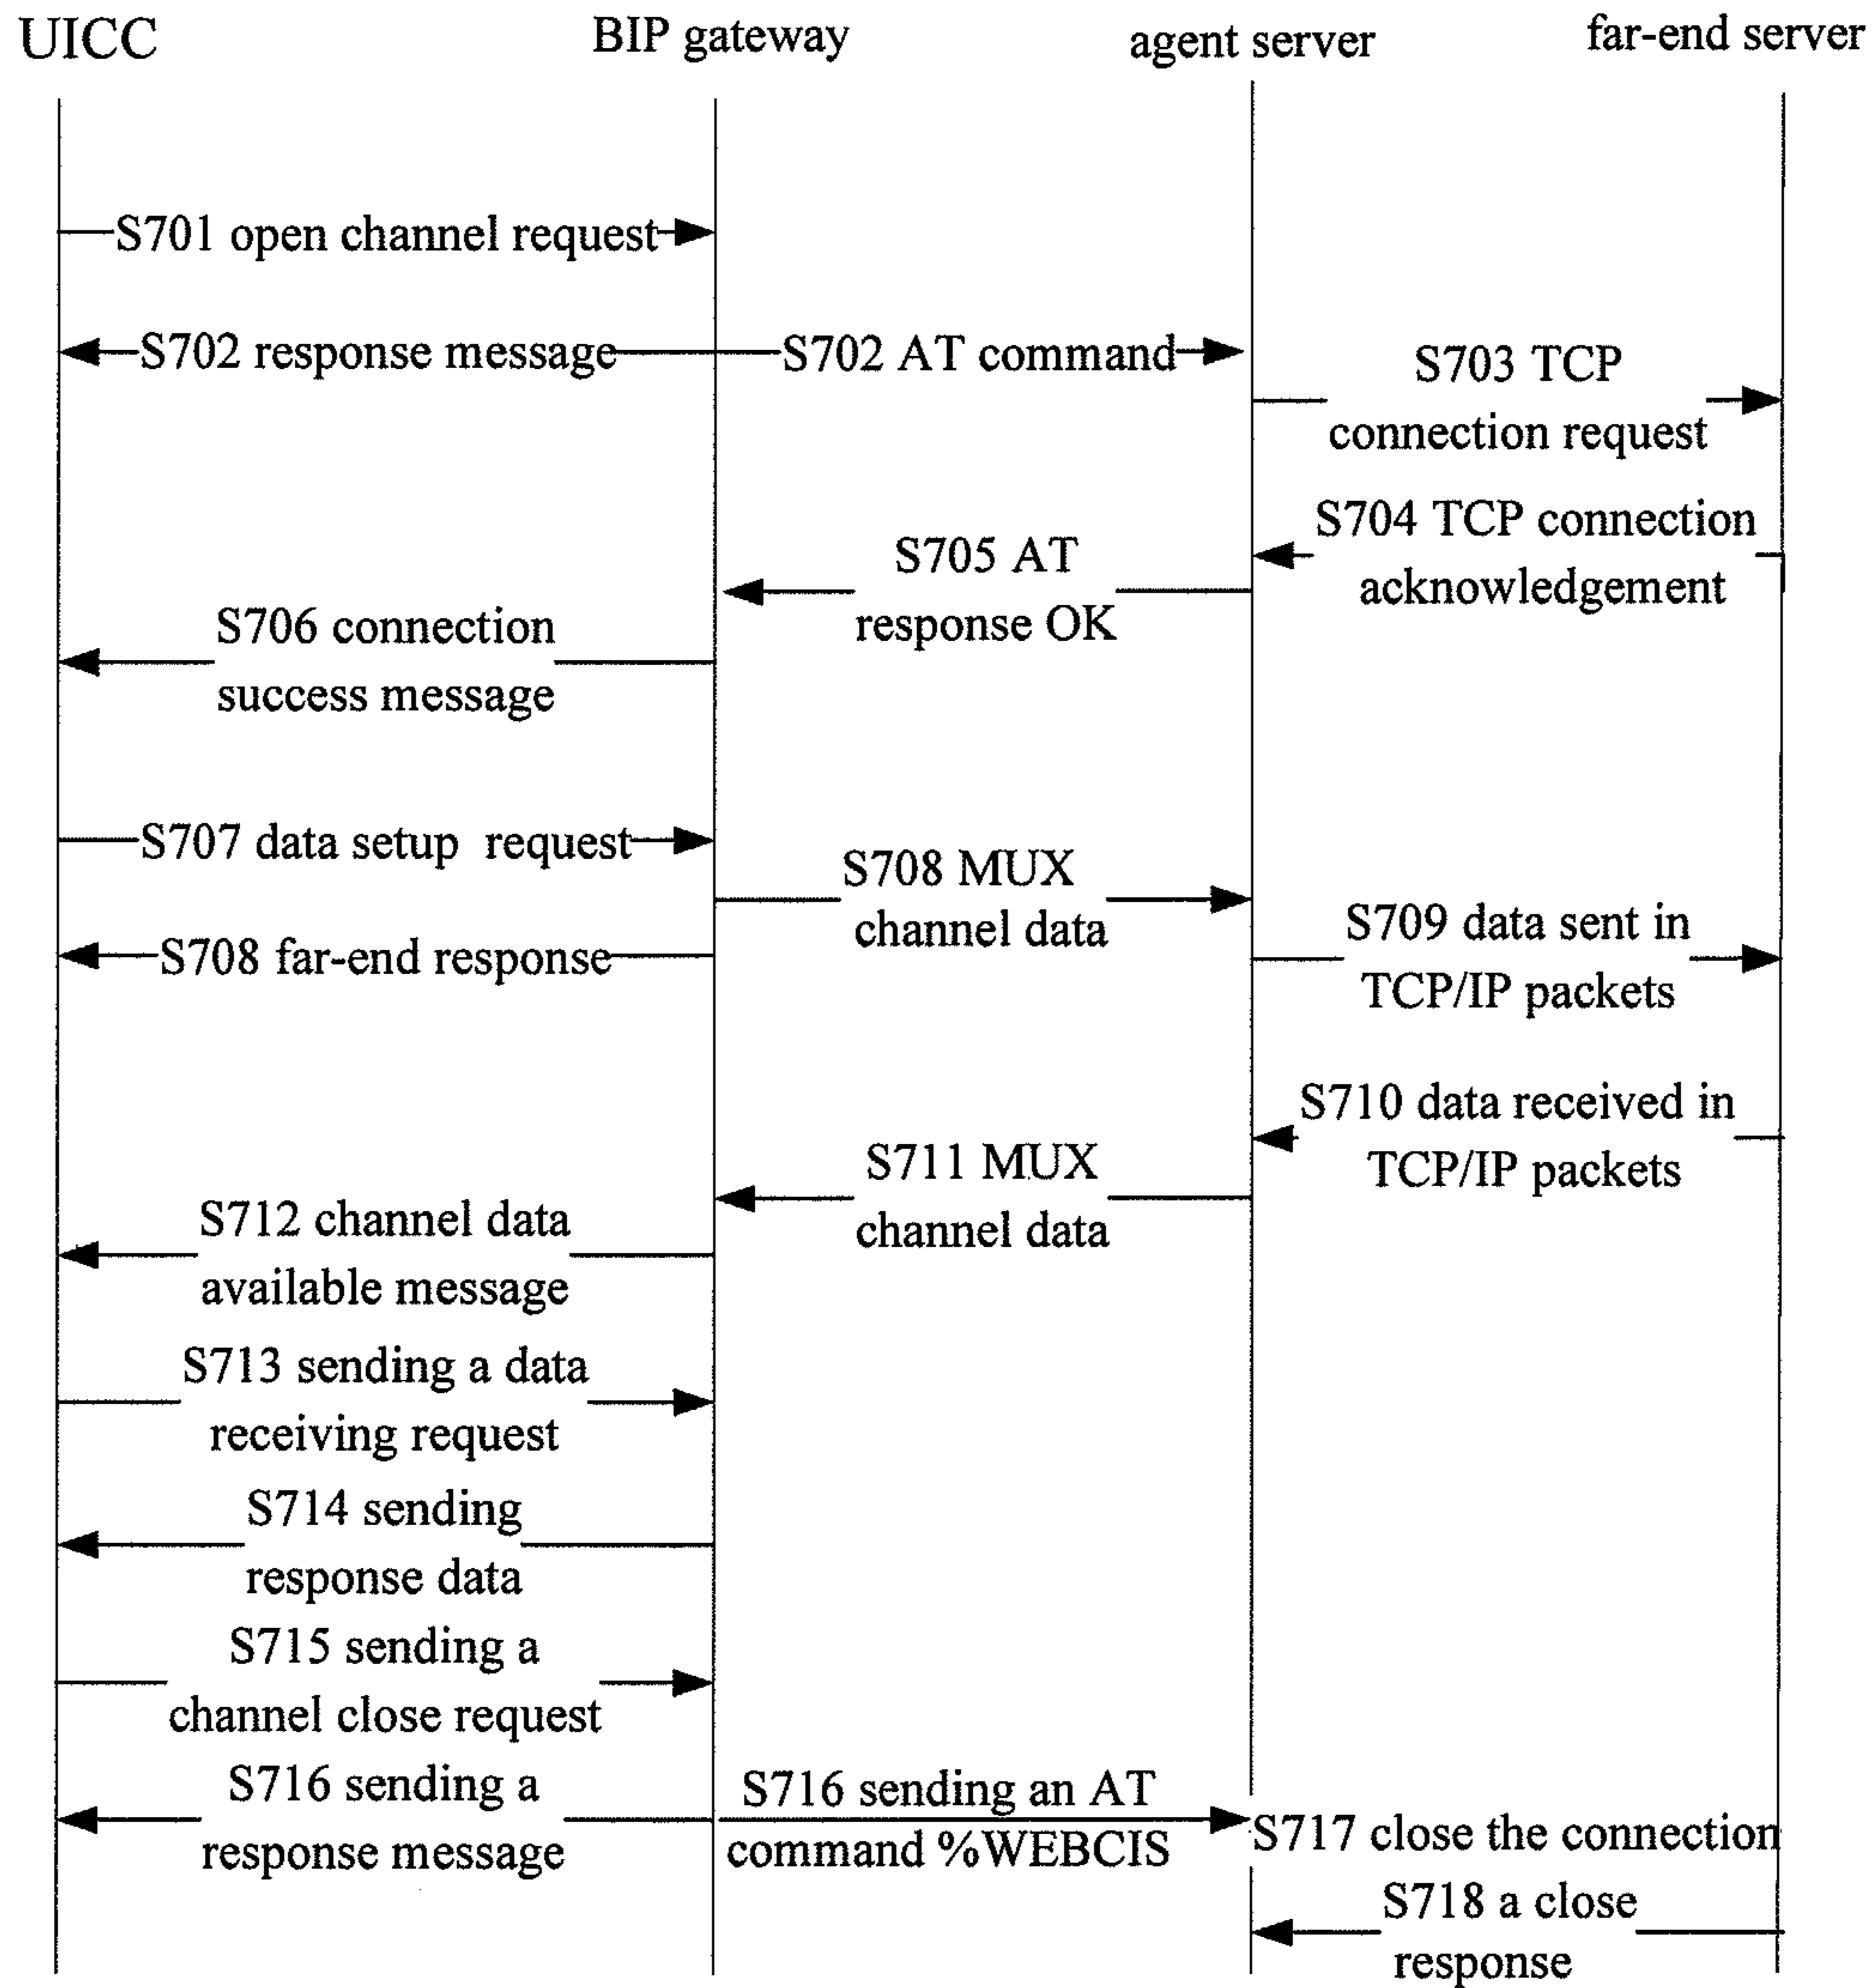 UICC
BIP gateway
agent server
far-end server
S701 open channel request
S702 response message
S702 AT command
S703 TCP
connection request
S704 TCP connection
acknowledgement
S705 AT
response OK
S706 connection
success message
S707 data setup request
S708 MUX
channel data
S708 far-end response
S709 data sent in
TCP/IP packets
S710 data received in
TCP/IP packets
S711 MUX
channel data
S712 channel data
available message
S713 sending a data
receiving request
S714 sending
response data
S715 sending a
channel close request
S716 sending a
response message
S716 sending an AT
command %WEBCIS
S717 close the connection
S718 a close
response